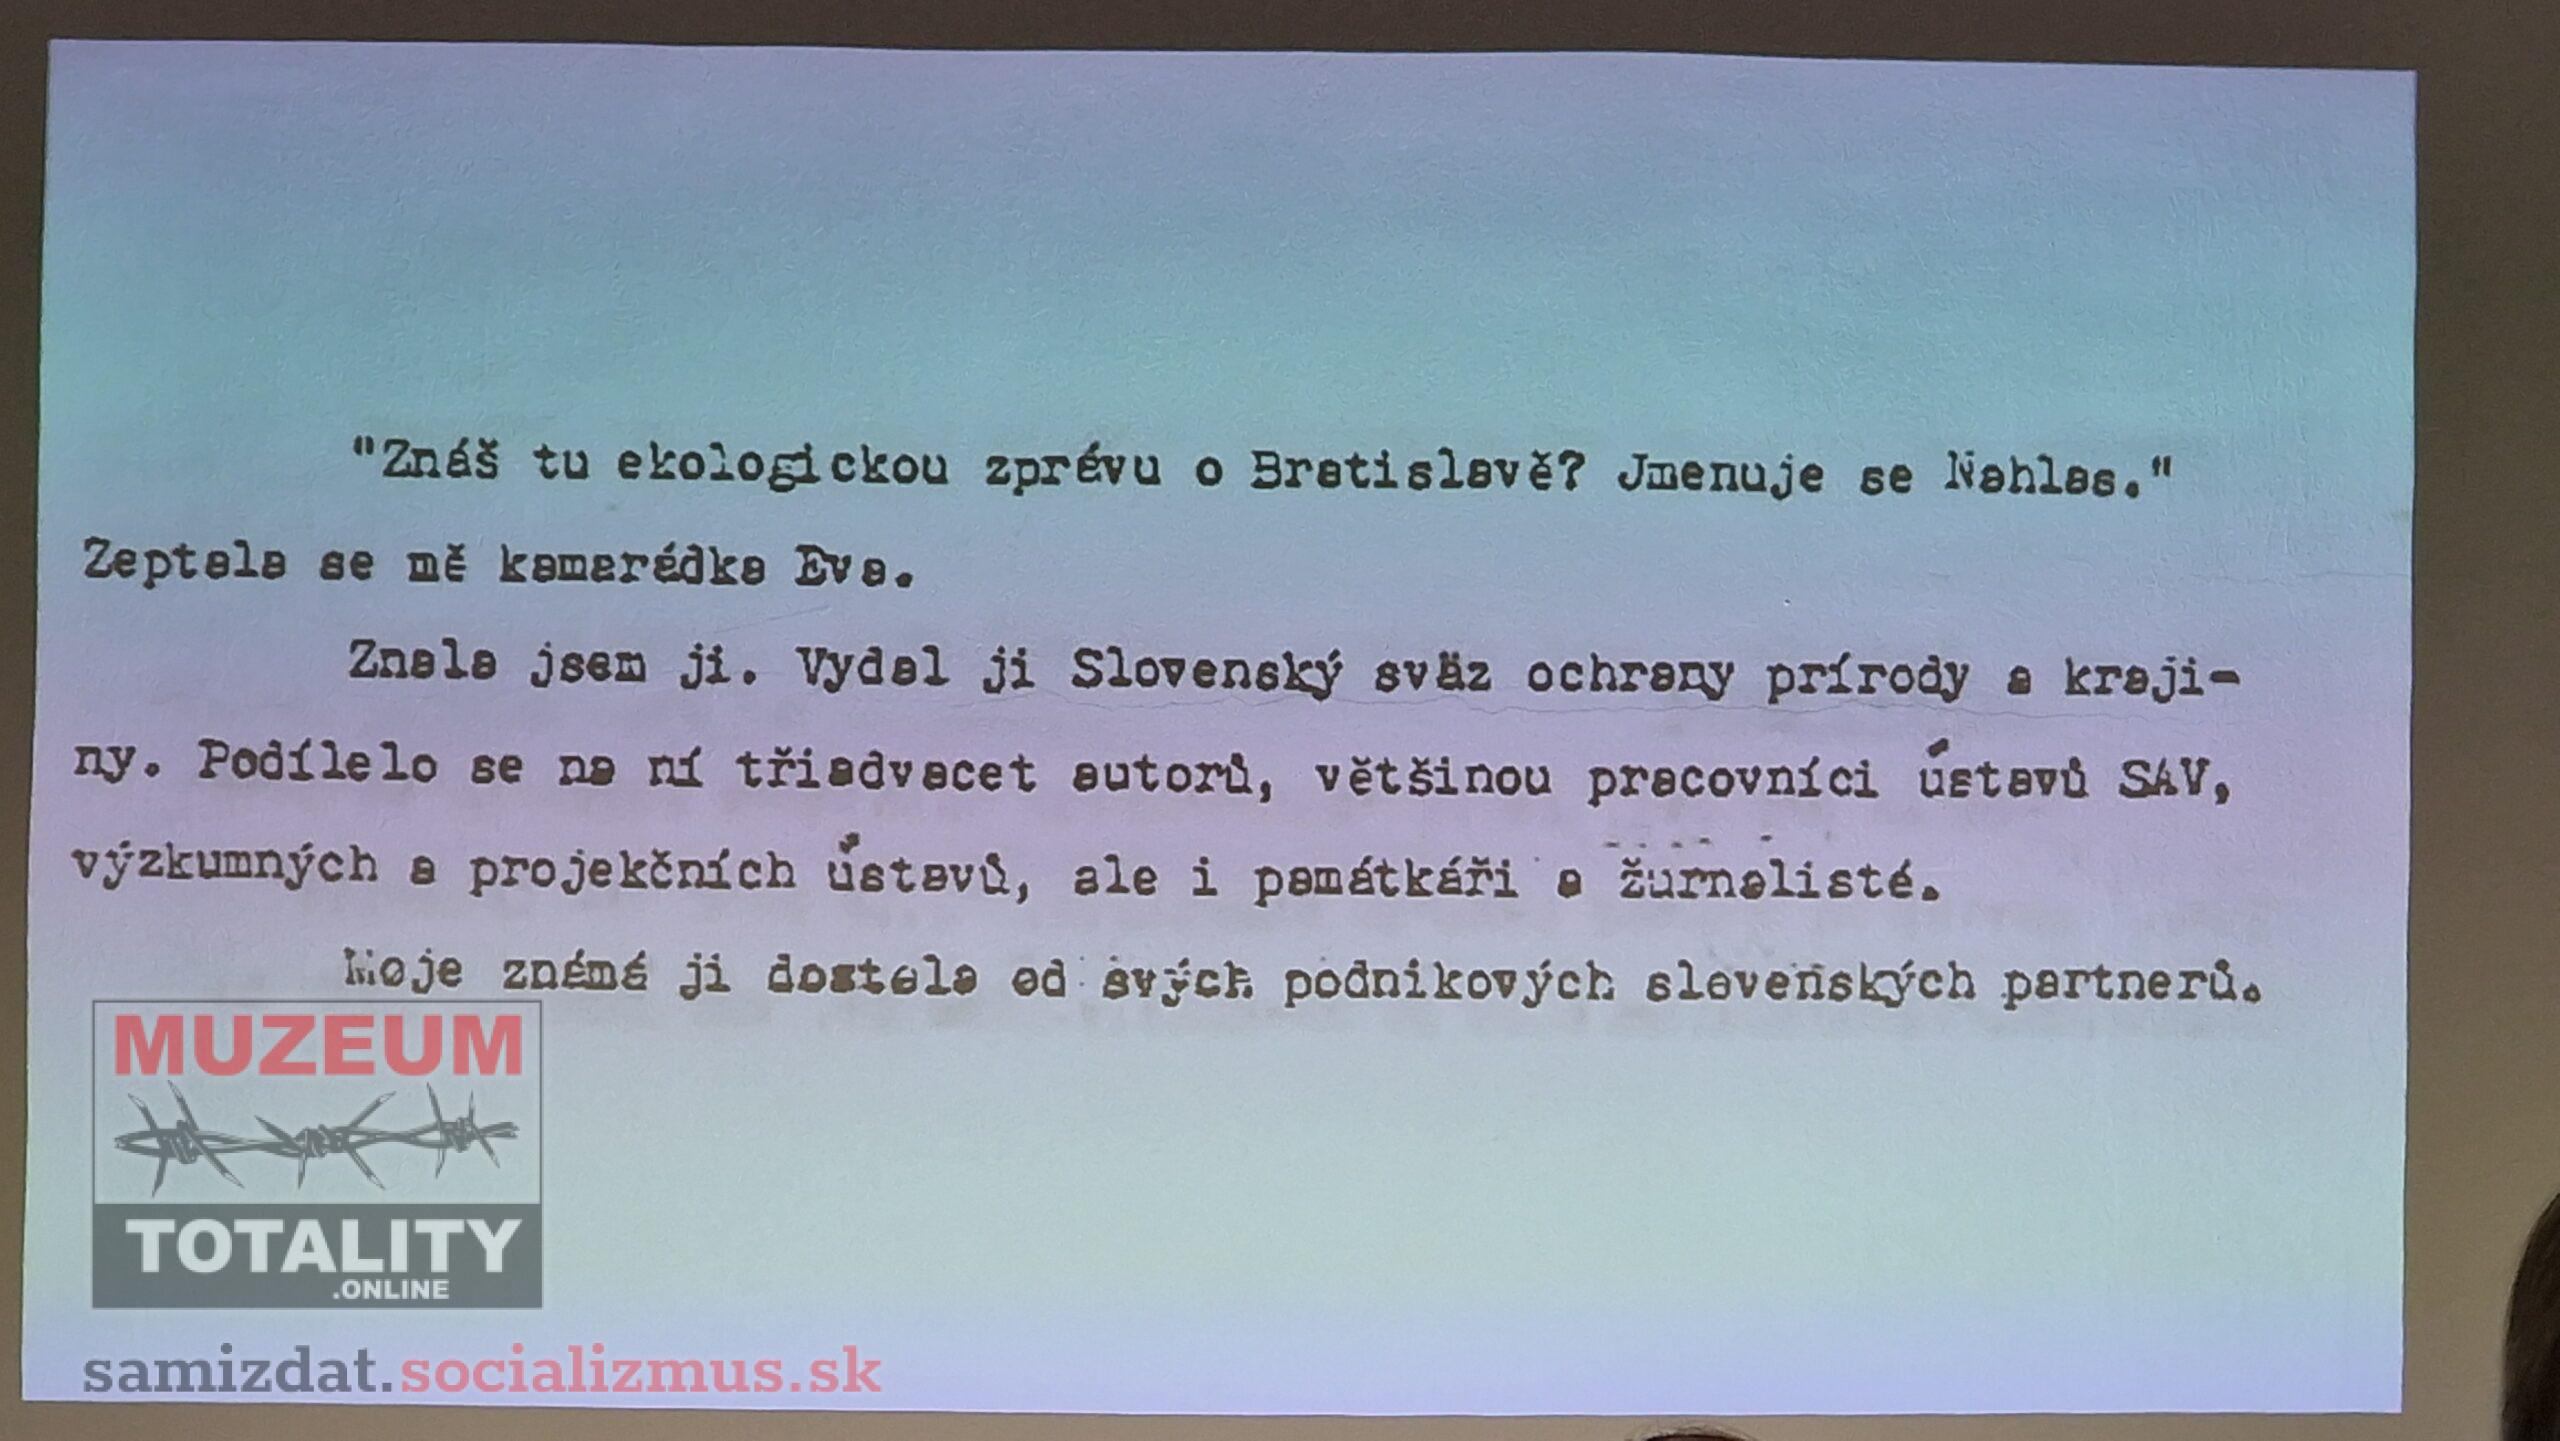 "Znáš tu ekologickou zprávu o Bratislavě? Jmenuje se Nahlas."
Zeptala se mě kamarádka Eva.
Znala jsem ji. Vydal ji Slovenský sväz ochrany prírody a kraji-
ny. Podílelo se na ní třiadvacet autorů, většinou pracovníci ústavů SAV,
výzkumných a projekčních ústavů, ale i památkáři a žurnalisté.
Moje známá ji dostala od svých podnikových slovenských partnerů.
MUZEUM
TOTALITY
.ONLINE
samizdat.socializmus.sk